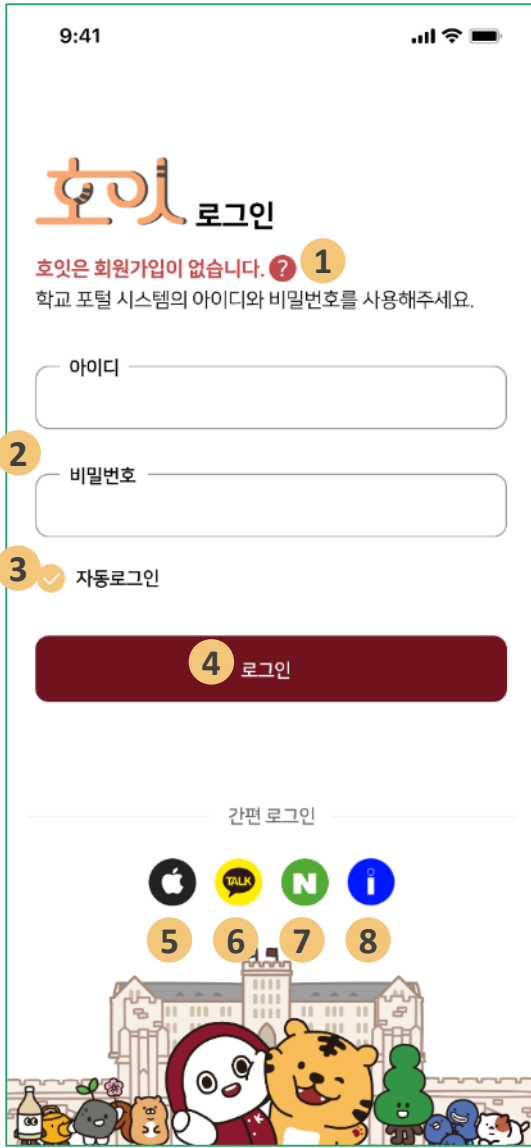 9:41
호잇 로그인
호잇은 회원가입이 없습니다. ? 1
학교 포털 시스템의 아이디와 비밀번호를 사용해주세요.
아이디
2
비밀번호
3 자동로그인
4 로그인
간편 로그인
TALK N i
5 6 7 8
K